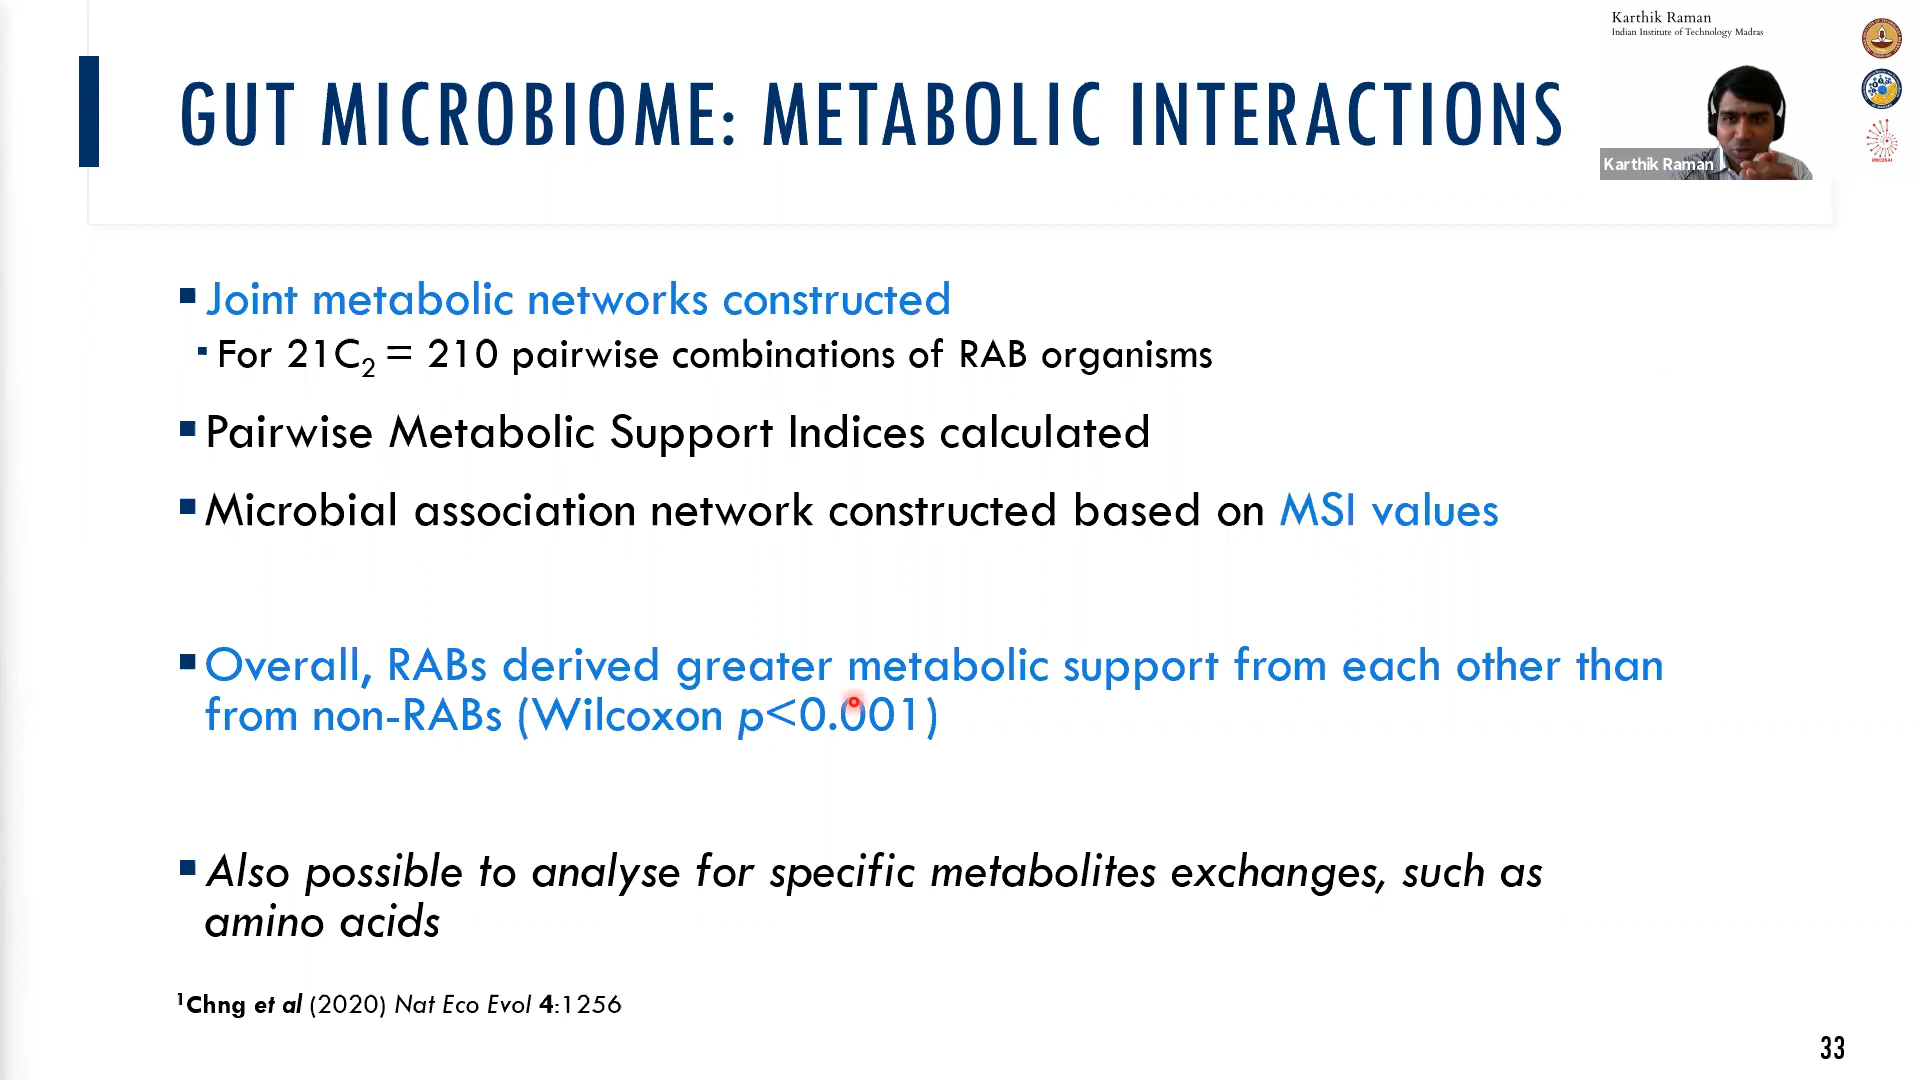 Karthik Raman
Indian Institute of Technology Madras
GUT MICROBIOME: METABOLIC INTERACTIONS
Karthik Raman
RBCDSAI
Joint metabolic networks constructed
For 21C₂ = 210 pairwise combinations of RAB organisms
Pairwise Metabolic Support Indices calculated
Microbial association network constructed based on MSI values
Overall, RABs derived greater metabolic support from each other than
from non-RABs (Wilcoxon p<0.001)
Also possible to analyse for specific metabolites exchanges, such as
amino acids
¹Chng et al (2020) Nat Eco Evol 4:1256
33